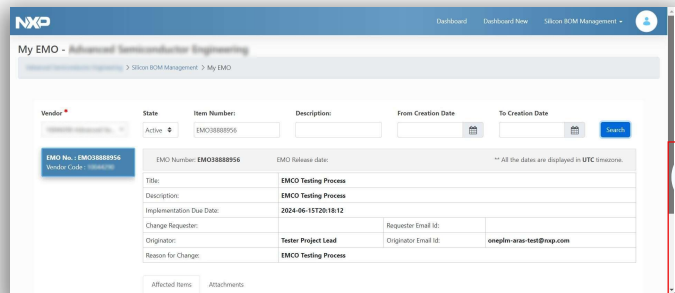 NXP
Dashboard Dashboard New Silicon BOM Management
My EMO -
> Silicon BOM Management > My EMO
Vendor * State Item Number: Description: From Creation Date To Creation Date
Active EMO38888956 Search
EMO No. : EMO38888956
Vendor Code :
EMO Number: EMO38888956 EMO Release date: ** All the dates are displayed in UTC timezone.
Title: EMCO Testing Process
Description: EMCO Testing Process
Implementation Due Date: 2024-06-15T20:18:12
Change Requester: Requester Email Id:
Originator: Tester Project Lead Originator Email Id: oneplm-aras-test@nxp.com
Reason for Change: EMCO Testing Process
Affected Items Attachments